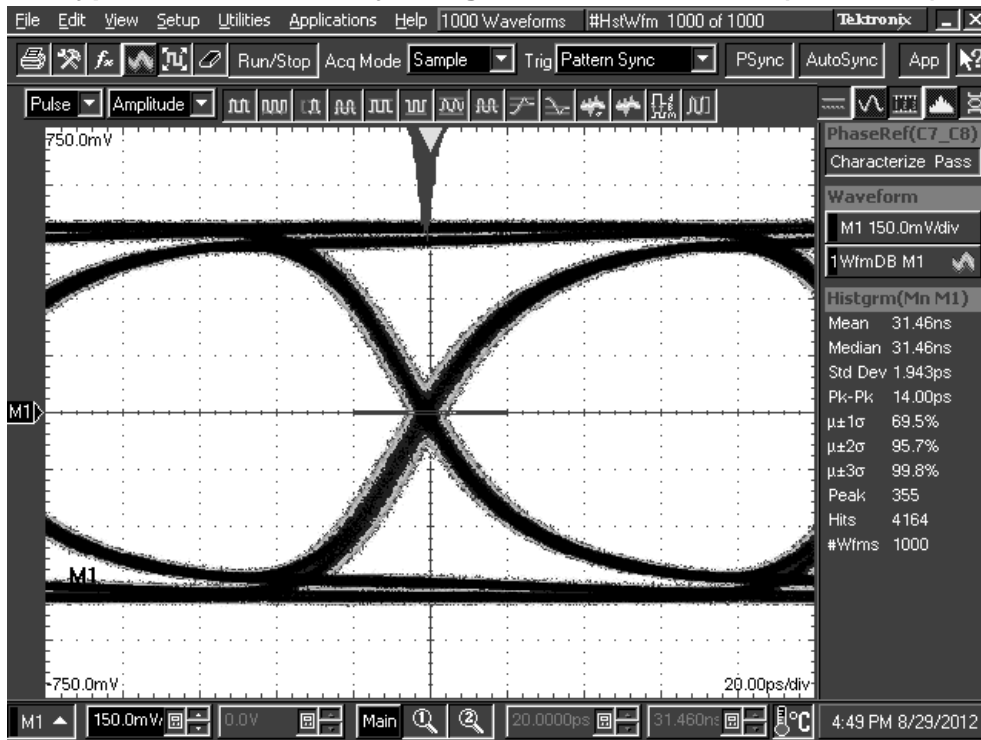 File Edit View Setup Utilities Applications Help 1000 Waveforms #HstWfm 1000 of 1000 Tektronix
Run/Stop Acq Mode Sample Trig Pattern Sync PSync AutoSync App
Pulse Amplitude
750.0mV
PhaseRef(C7_C8)
Characterize Pass
Waveform
M1 150.0mV/div
1WfmDB M1
Histgrm(Mn M1)
Mean 31.46ns
Median 31.46ns
Std Dev 1.943ps
Pk-Pk 14.00ps
µ±1σ 69.5%
µ±2σ 95.7%
µ±3σ 99.8%
Peak 355
Hits 4164
#Wfms 1000
M1
M1
-750.0mV 20.00ps/div
M1 150.0mV/ 0.0V Main 1 2 20.0000ps 31.460ns °C 4:49 PM 8/29/2012